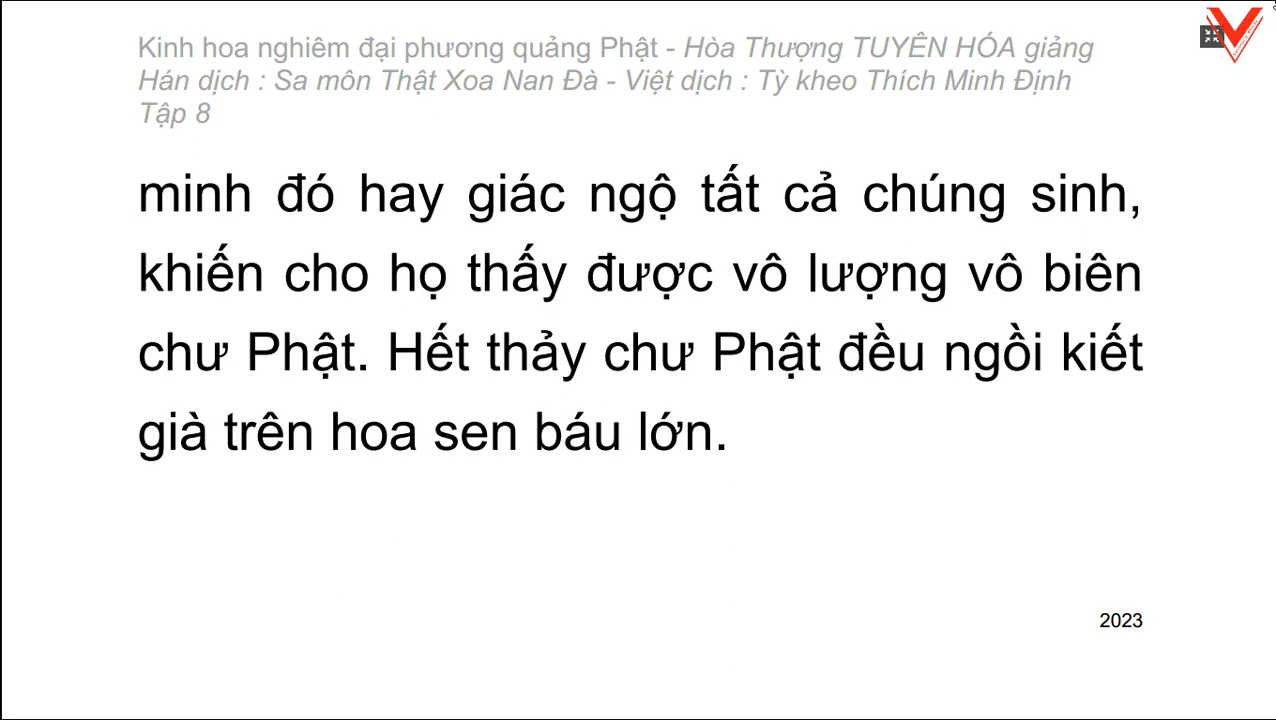 Kinh hoa nghiêm đại phương quảng Phật - Hòa Thượng TUYÊN HÓA giảng
Hán dịch : Sa môn Thật Xoa Nan Đà - Việt dịch : Tỳ kheo Thích Minh Định
Tập 8
minh đó hay giác ngộ tất cả chúng sinh,
khiến cho họ thấy được vô lượng vô biên
chư Phật. Hết thảy chư Phật đều ngồi kiết
già trên hoa sen báu lớn.
2023